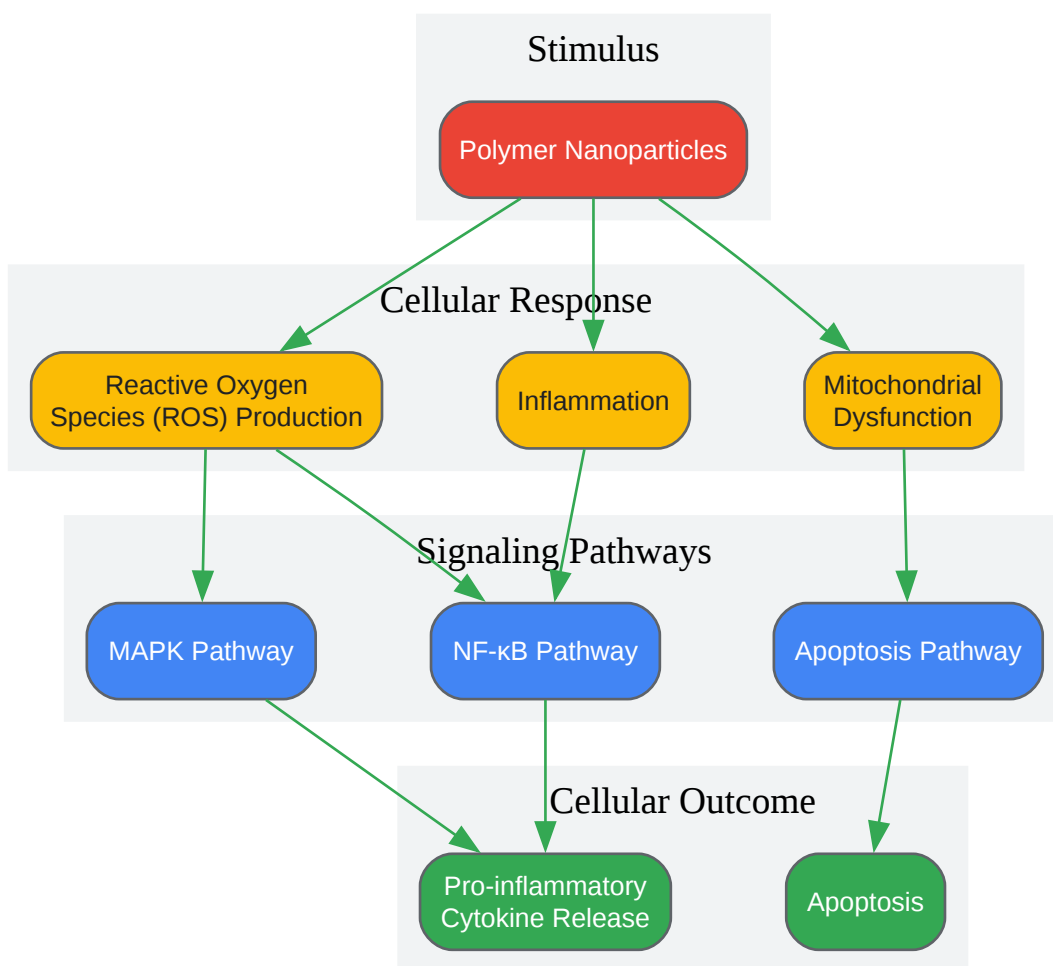 Stimulus
Polymer Nanoparticles
Cellular Response
Reactive Oxygen
Species (ROS) Production
Inflammation
Mitochondrial
Dysfunction
Signaling Pathways
MAPK Pathway
NF-κB Pathway
Apoptosis Pathway
Cellular Outcome
Pro-inflammatory
Cytokine Release
Apoptosis